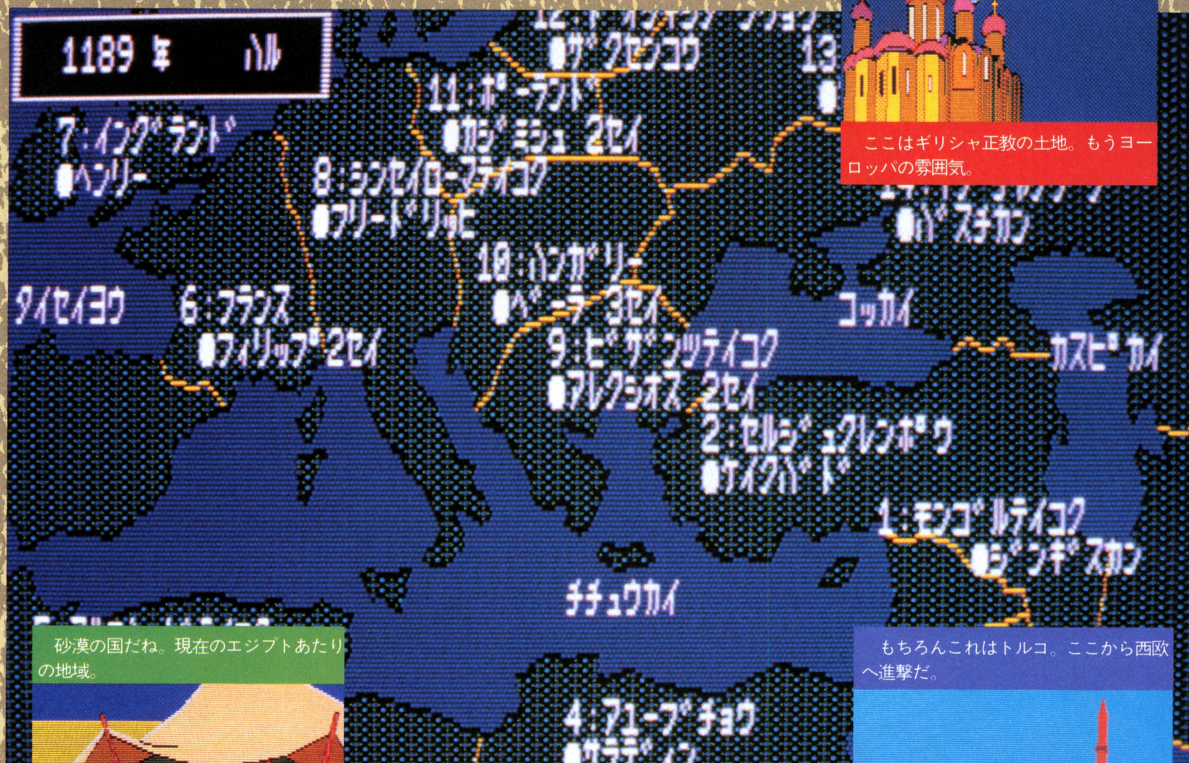 1189 年 ハル
●ザクセンコウ
13
11:ポーランド
●カジミシュ 2セイ
ここはギリシャ正教の土地。もうヨー
ロッパの雰囲気。
7:イングランド
●ヘンリー
8:シンセイローマテイコク
●フリードリッヒ
●バスチカン
10:ハンガリー
●ベーラ 3セイ
タイセイヨウ
6:フランス
●フィリップ2セイ
コッカイ
カスピカイ
9:ビザンツテイコク
●アレクシオス 2セイ
2:セルジュクレンポウ
●ケイクバード
1:モンゴルテイコク
●ジンギスカン
チチュウカイ
砂漠の国だね。現在のエジプトあたり
の地域。
もちろんこれはトルコ。ここから西欧
へ進撃だ。
4:アユーブチョウ
●サラディン